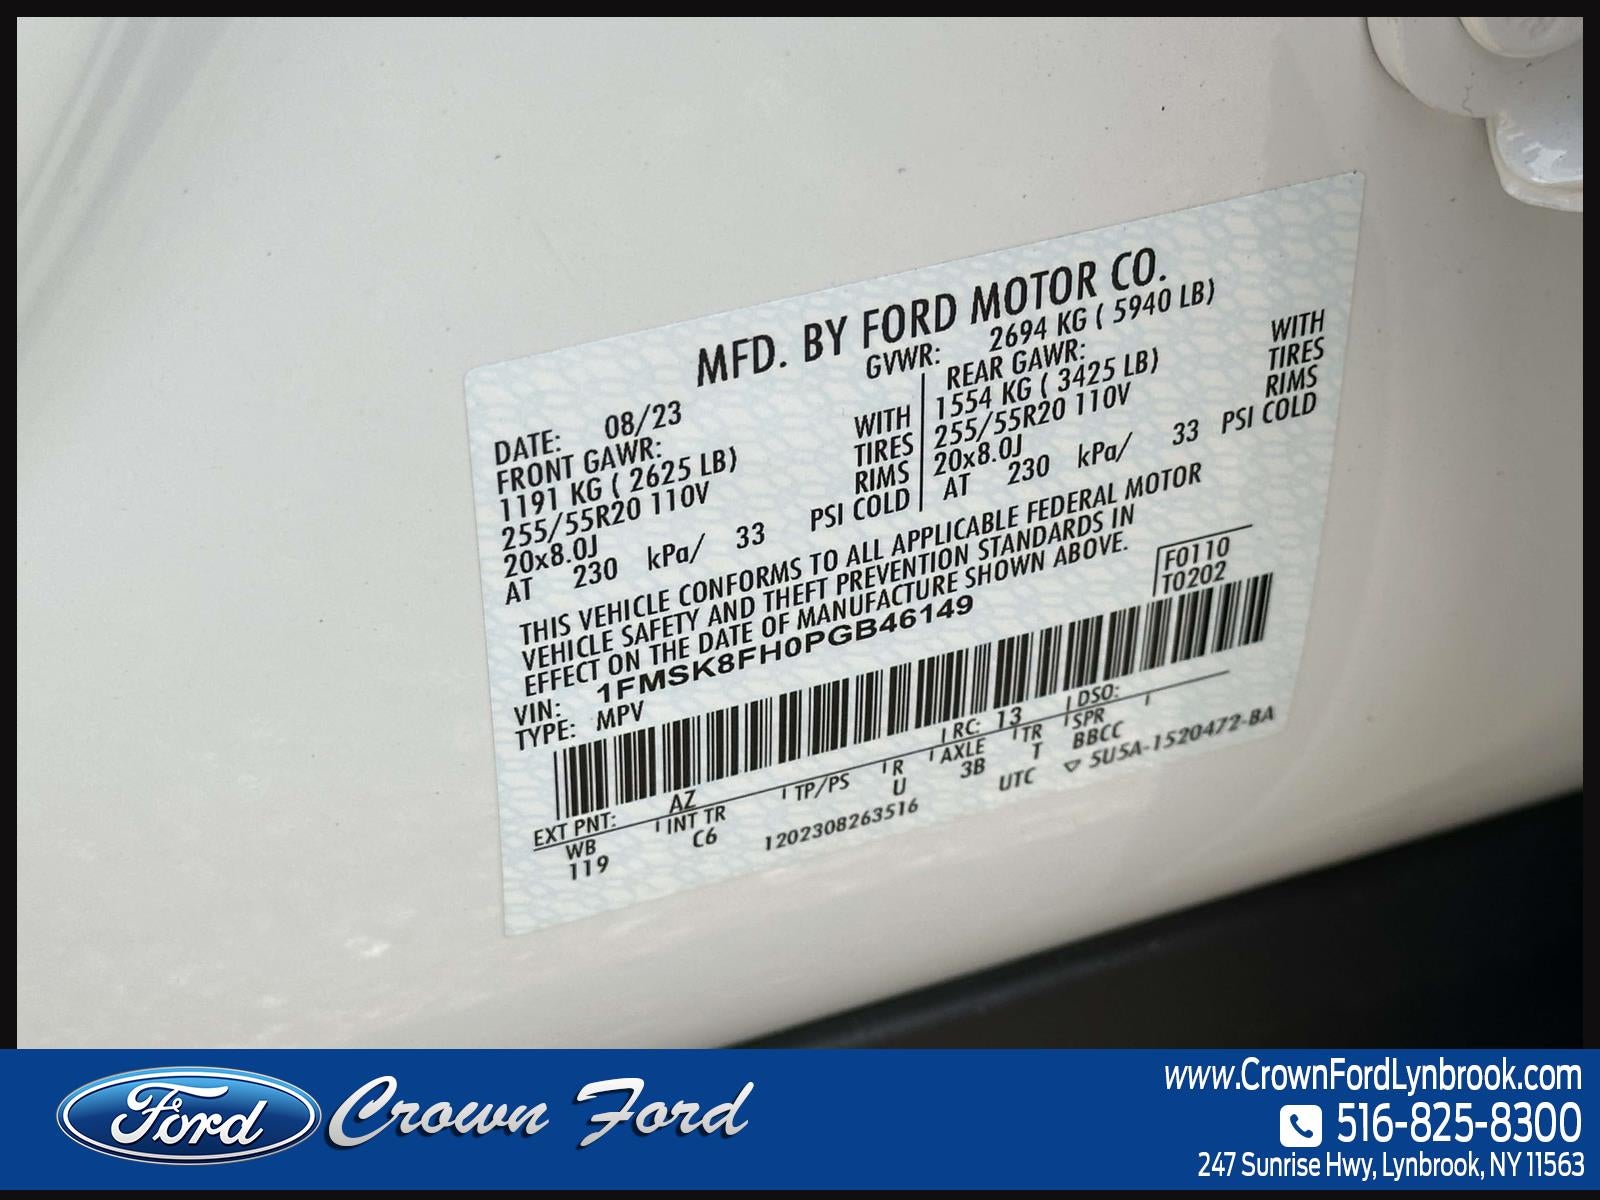 MFD. BY FORD MOTOR CO.
DATE: 08/23 GVWR: 2694 KG ( 5940 LB)
FRONT GAWR: REAR GAWR:
1191 KG ( 2625 LB) WITH 1554 KG ( 3425 LB) WITH
255/55R20 110V TIRES 255/55R20 110V TIRES
20x8.0J RIMS 20x8.0J RIMS
AT 230 kPa/ 33 PSI COLD AT 230 kPa/ 33 PSI COLD
THIS VEHICLE CONFORMS TO ALL APPLICABLE FEDERAL MOTOR
VEHICLE SAFETY AND THEFT PREVENTION STANDARDS IN
EFFECT ON THE DATE OF MANUFACTURE SHOWN ABOVE.
F0110
T0202
VIN: 1FMSK8FH0PGB46149
TYPE: MPV
EXT PNT: AZ RC: 13 DSO:
WB INT TR TP/PS R AXLE TR SPR
119 C6 U 3B T BBCC
1202308263516 UTC ▽ 5U5A-1520472-BA
Ford Crown Ford
www.CrownFordLynbrook.com
516-825-8300
247 Sunrise Hwy, Lynbrook, NY 11563